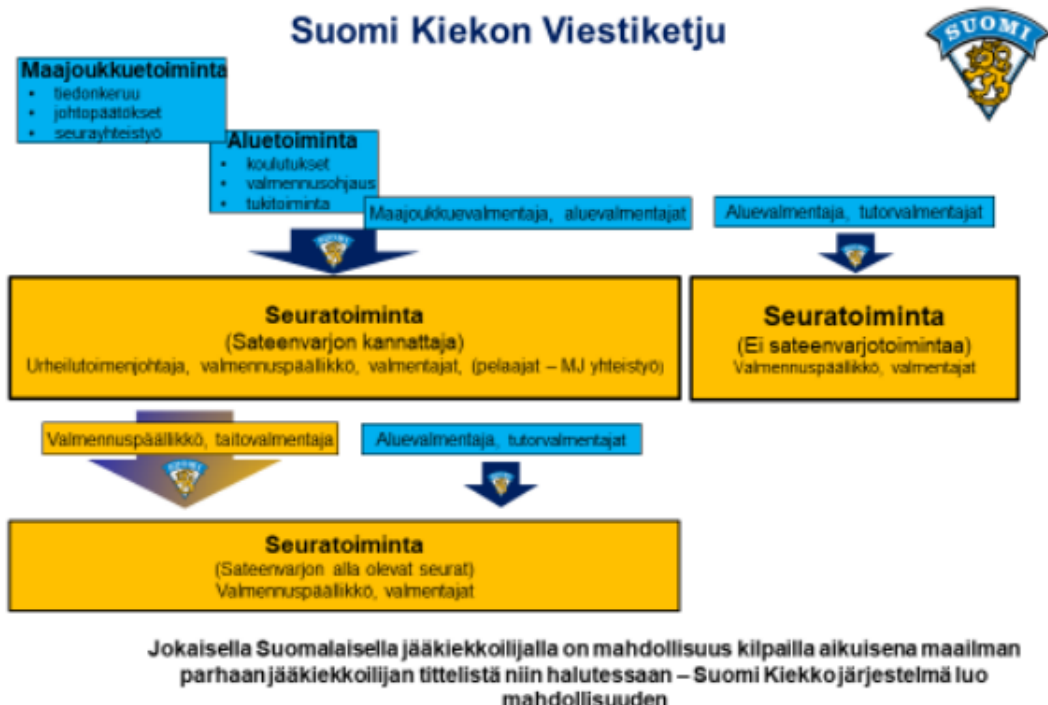 Suomi Kiekon Viestiketju
SUOMI
Maajoukkuetoiminta
• tiedonkeruu
• johtopäätökset
• seurayhteistyö
Aluetoiminta
• koulutukset
• valmennusohjaus
• tukitoiminta
Maajoukkuevalmentaja, aluevalmentajat
Aluevalmentaja, tutorvalmentajat
Seuratoiminta
(Sateenvarjon kannattaja)
Urheilutoimenjohtaja, valmennuspäällikkö, valmentajat, (pelaajat – MJ yhteistyö)
Seuratoiminta
(Ei sateenvarjotoimintaa)
Valmennuspäällikkö, valmentajat
Valmennuspäällikkö, taitovalmentaja
Aluevalmentaja, tutorvalmentajat
Seuratoiminta
(Sateenvarjon alla olevat seurat)
Valmennuspäällikkö, valmentajat
Jokaisella Suomalaisella jääkiekkoilijalla on mahdollisuus kilpailla aikuisena maailman
parhaan jääkiekkoilijan tittelistä niin halutessaan – Suomi Kiekko järjestelmä luo
mahdollisuuden